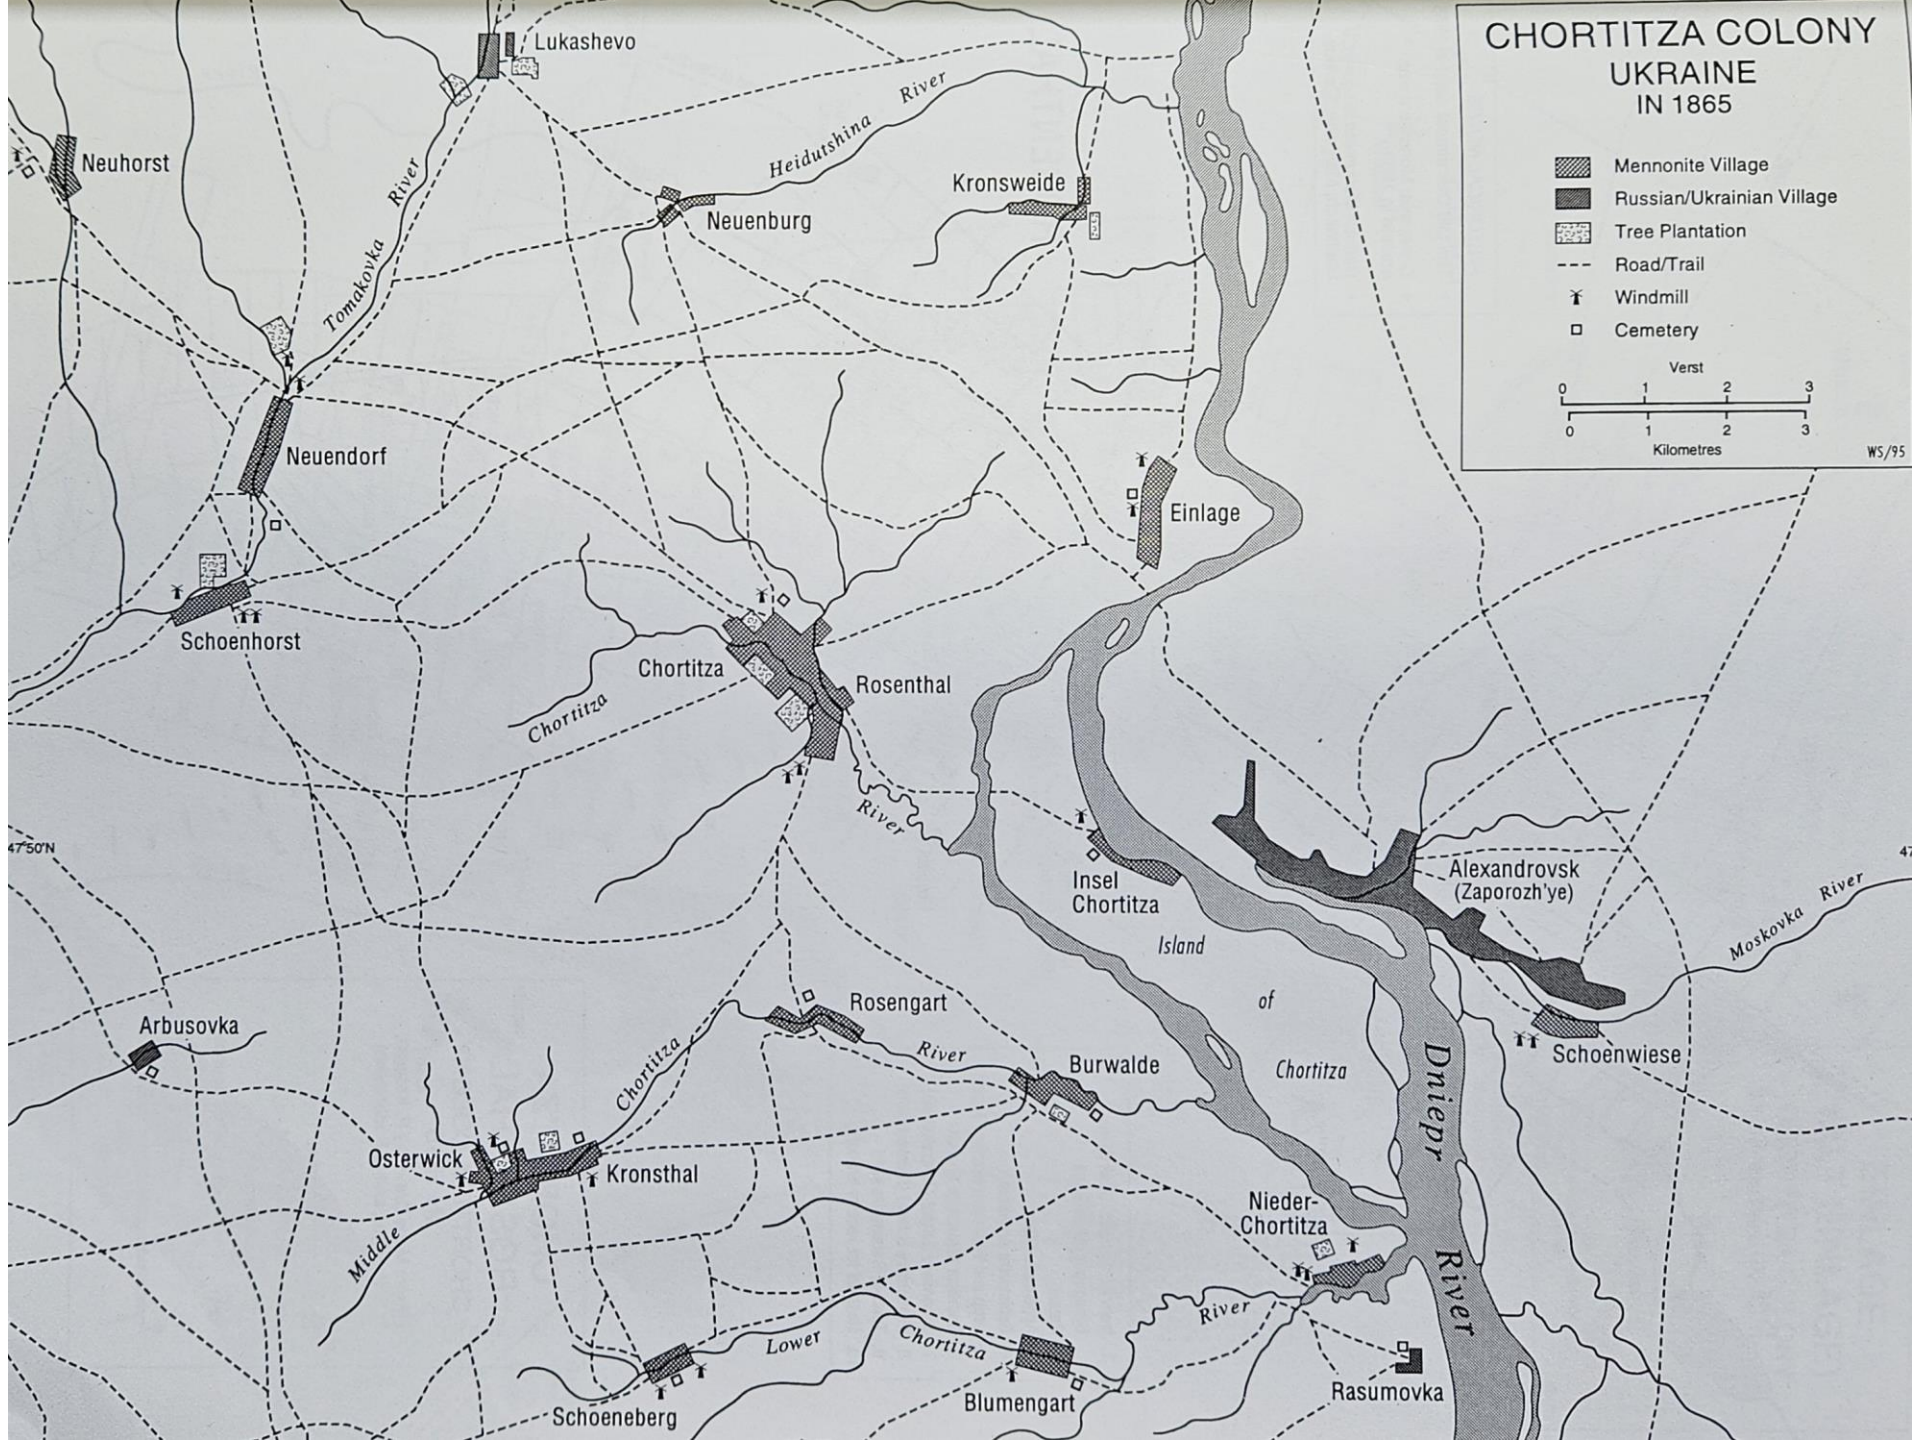 CHORTITZA COLONY
UKRAINE
IN 1865
Mennonite Village
Russian/Ukrainian Village
Tree Plantation
Road/Trail
Windmill
Cemetery
Verst
0 1 2 3
0 1 2 3
Kilometres
WS/95
Lukashevo
Neuhorst
Heidutshina River
Kronsweide
Neuenburg
Tomakovka River
Neuendorf
Einlage
Schoenhorst
Chortitza
Rosenthal
Chortitza River
47°50'N
47
Insel
Chortitza
Alexandrovsk
(Zaporozh'ye)
Moskovka River
Island
of
Chortitza
Rosengart
Arbusovka
Schoenwiese
Burwalde
Dniepr River
Osterwick
Kronsthal
Middle Chortitza River
Nieder-
Chortitza
Lower Chortitza River
Schoeneberg
Blumengart
Rasumovka